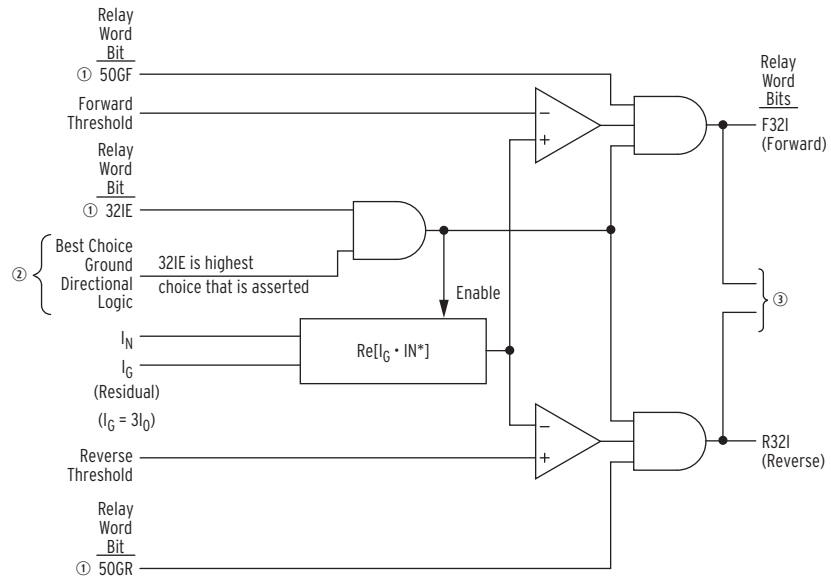 Relay
Word
Bit
① 50GF
Forward
Threshold
Relay
Word
Bit
① 32IE
② Best Choice
Ground
Directional
Logic
32IE is highest
choice that is asserted
Enable
I_N
I_G
(Residual)
(I_G = 3I_0)
Re[I_G • IN*]
Reverse
Threshold
Relay
Word
Bit
① 50GR
−
+
−
+
Relay
Word
Bits
F32I
(Forward)
③
R32I
(Reverse)